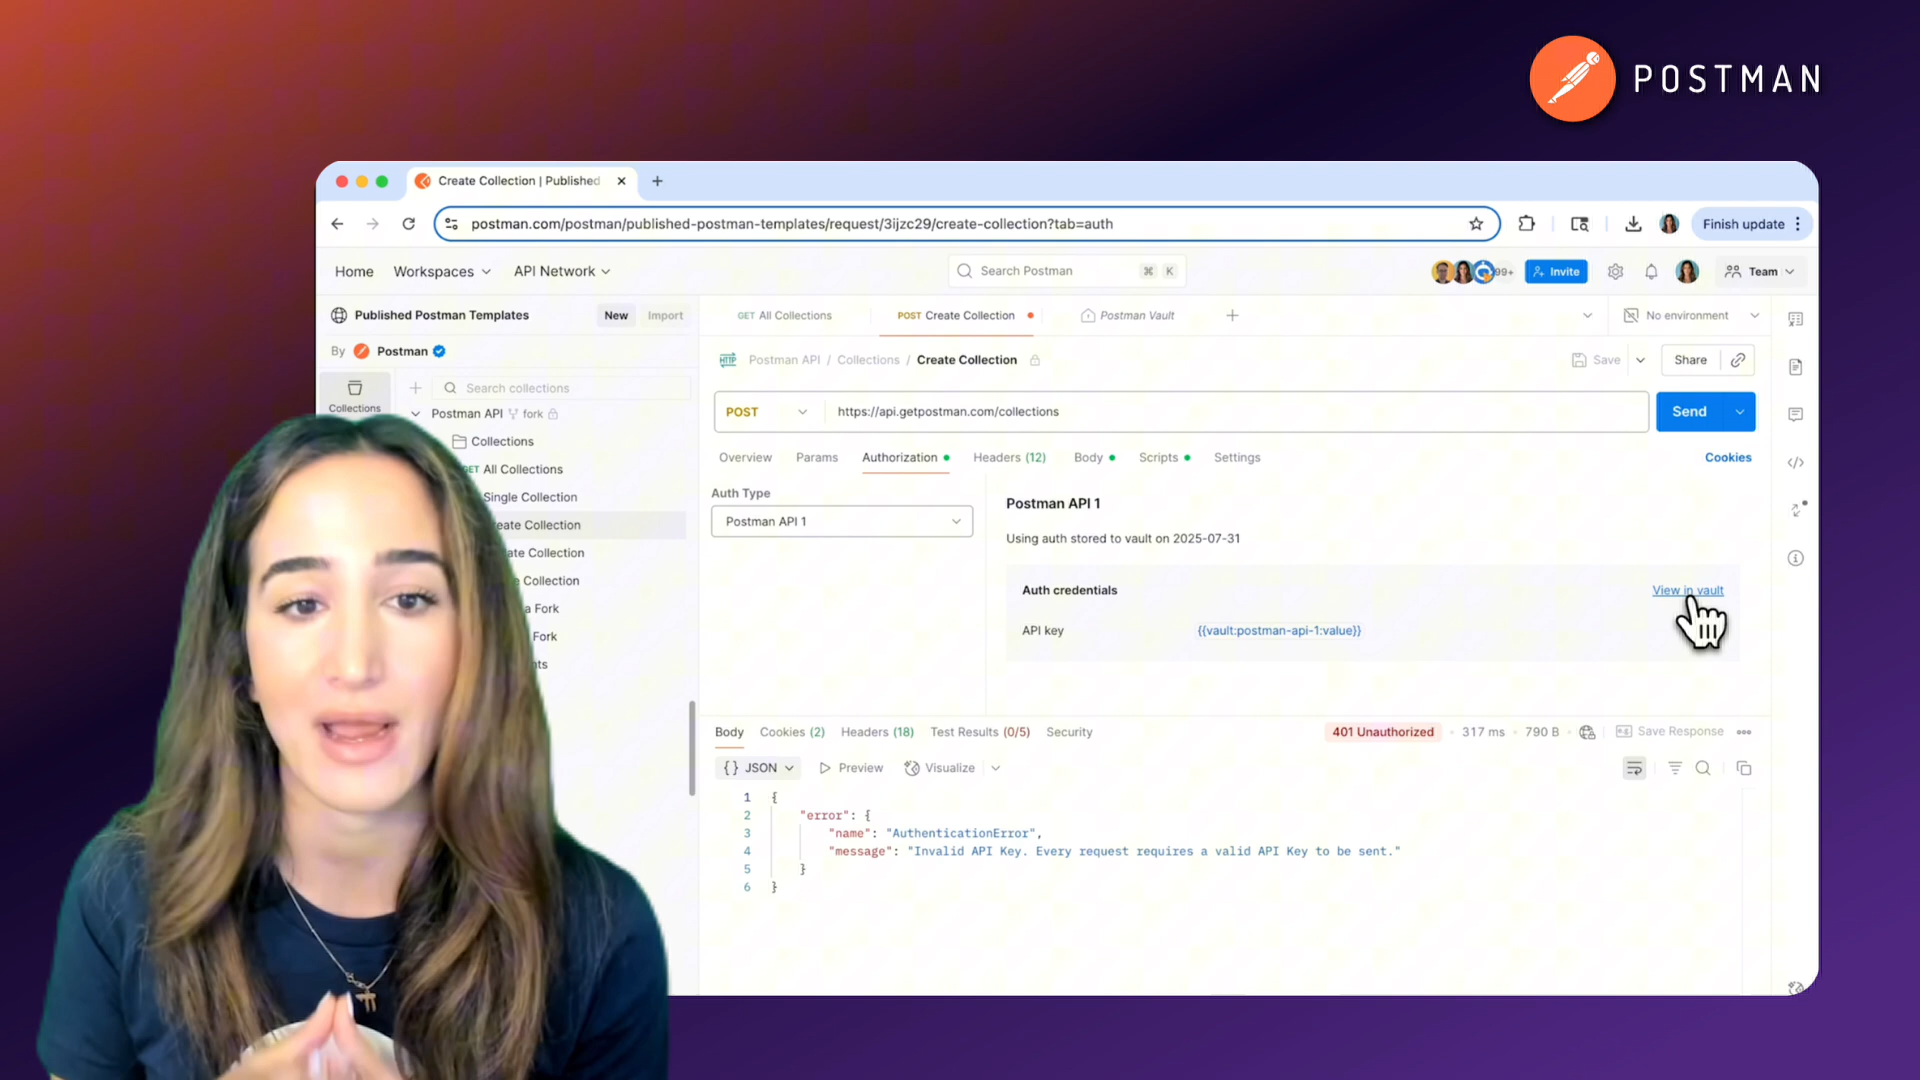 POSTMAN
Create Collection | Published
postman.com/postman/published-postman-templates/request/3ijzc29/create-collection?tab=auth
Finish update
Home Workspaces API Network
Search Postman ⌘ K
99+ Invite Team
Published Postman Templates New Import
GET All Collections POST Create Collection Postman Vault No environment
By Postman
HTTP Postman API / Collections / Create Collection Save Share
Search collections
Collections
Postman API fork
POST https://api.getpostman.com/collections Send
Collections
All Collections
Single Collection
Collection
Collection
Collection
a Fork
Fork
Overview Params Authorization Headers (12) Body Scripts Settings Cookies
Auth Type
Postman API 1
Postman API 1
Using auth stored to vault on 2025-07-31
Auth credentials View in vault
API key {{vault:postman-api-1:value}}
Body Cookies (2) Headers (18) Test Results (0/5) Security 401 Unauthorized 317 ms 790 B Save Response
{} JSON Preview Visualize
1 {
2 "error": {
3 "name": "AuthenticationError",
4 "message": "Invalid API Key. Every request requires a valid API Key to be sent."
5 }
6 }